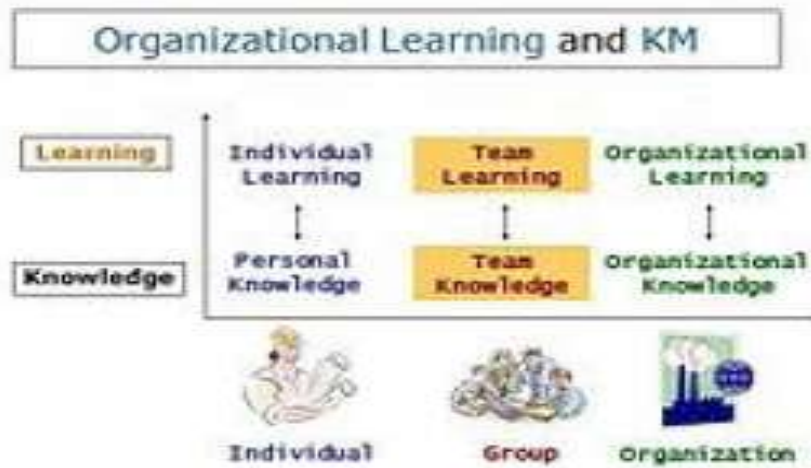 Organizational Learning and KM
Learning
Individual
Learning
Team
Learning
Organizational
Learning
Knowledge
Personal
Knowledge
Team
Knowledge
Organizational
Knowledge
Individual
Group
Organization